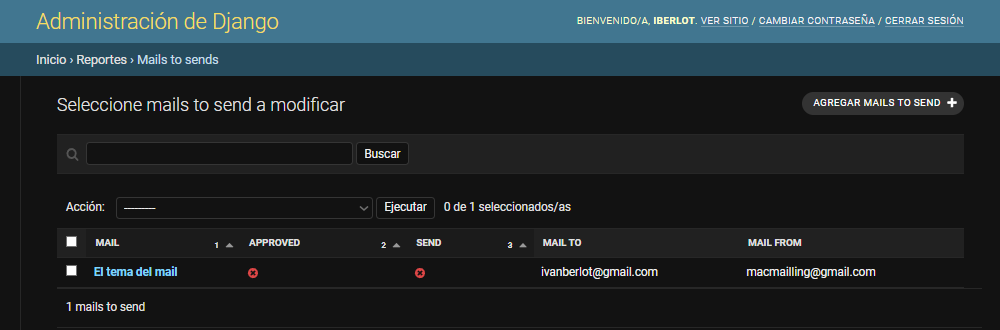 Administración de Django
BIENVENIDO/A, IBERLOT. VER SITIO / CAMBIAR CONTRASEÑA / CERRAR SESIÓN
Inicio › Reportes › Mails to sends
Seleccione mails to send a modificar
AGREGAR MAILS TO SEND +
Buscar
Acción: --------- Ejecutar 0 de 1 seleccionados/as
MAIL 1 APPROVED 2 SEND 3 MAIL TO MAIL FROM
El tema del mail ivanberlot@gmail.com macmailling@gmail.com
1 mails to send